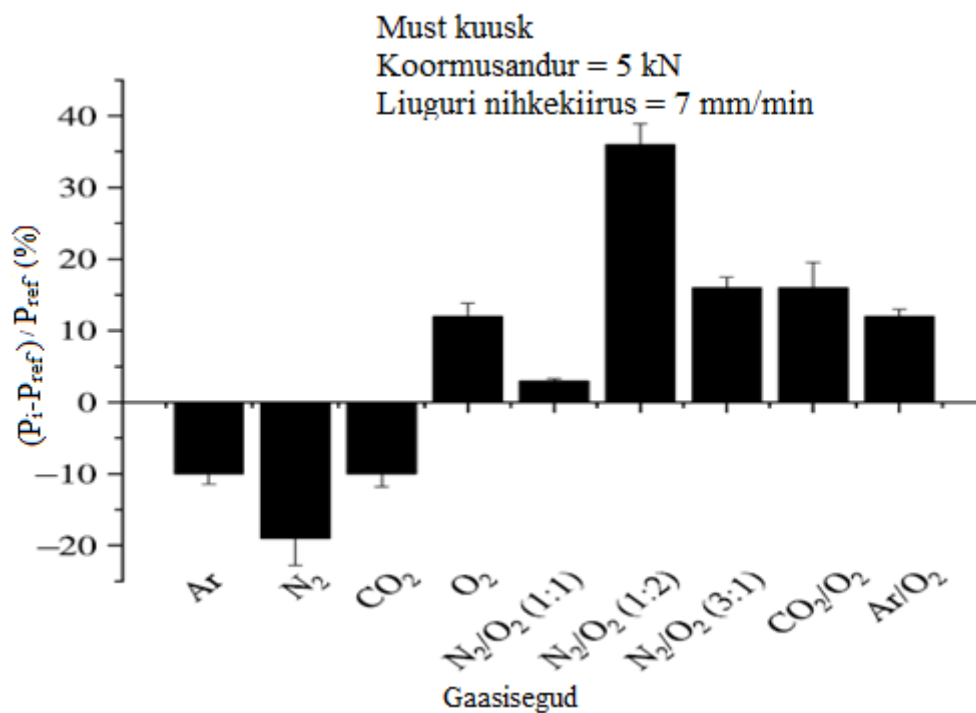 Must kuusk
Koormusandur = 5 kN
Liuguri nihkekiirus = 7 mm/min
(Pi-Pref) / Pref (%)
40
30
20
10
0
−10
−20
Ar
N₂
CO₂
O₂
N₂/O₂ (1:1)
N₂/O₂ (1:2)
N₂/O₂ (3:1)
CO₂/O₂
Ar/O₂
Gaasisegud